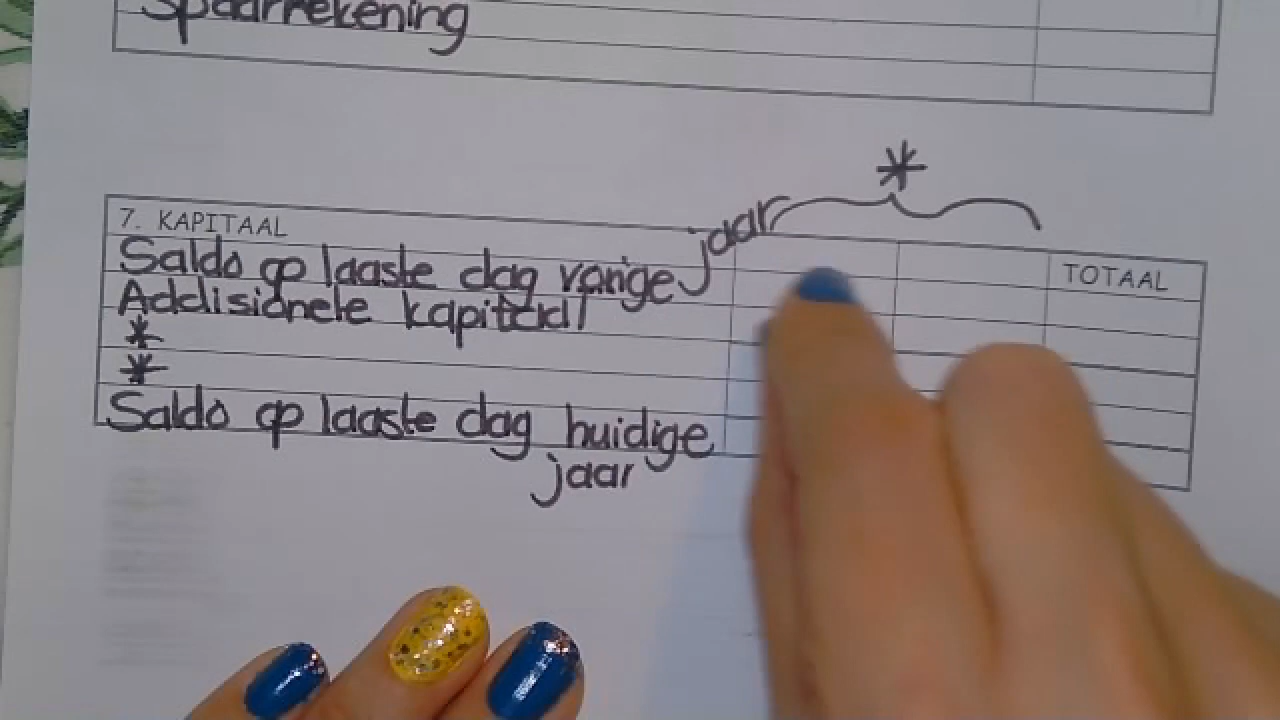 Spaarrekening
*
7. KAPITAAL
Saldo op laaste dag vorige jaar
TOTAAL
Addisionele kapitaal
*
*
Saldo op laaste dag huidige
jaar